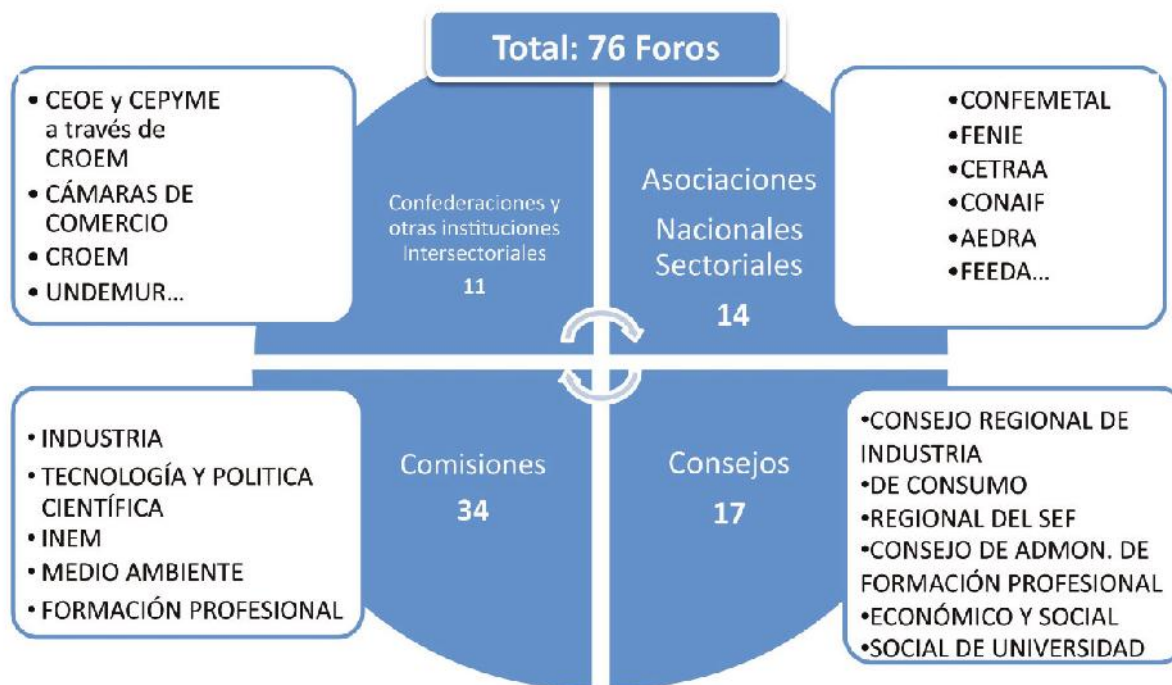 Total: 76 Foros
• CEOE y CEPYME
a través de
CROEM
• CÁMARAS DE
COMERCIO
• CROEM
• UNDEMUR...
Confederaciones y
otras instituciones
Intersectoriales
11
Asociaciones
Nacionales
Sectoriales
14
•CONFEMETAL
•FENIE
•CETRAA
•CONAIF
•AEDRA
•FEEDA...
• INDUSTRIA
• TECNOLOGÍA Y POLITICA
CIENTÍFICA
• INEM
• MEDIO AMBIENTE
• FORMACIÓN PROFESIONAL
Comisiones
34
Consejos
17
•CONSEJO REGIONAL DE
INDUSTRIA
•DE CONSUMO
•REGIONAL DEL SEF
•CONSEJO DE ADMON. DE
FORMACIÓN PROFESIONAL
•ECONÓMICO Y SOCIAL
•SOCIAL DE UNIVERSIDAD